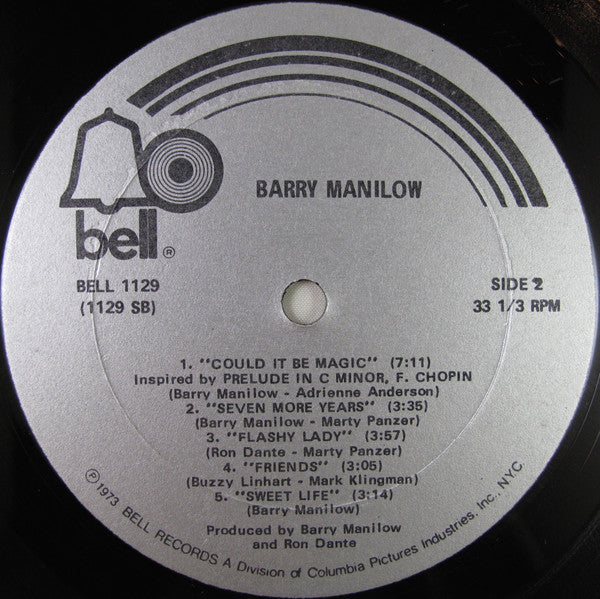 bell®
BARRY MANILOW
BELL 1129
(1129 SB)
SIDE 2
33 1/3 RPM
1. "COULD IT BE MAGIC" (7:11)
Inspired by PRELUDE IN C MINOR, F. CHOPIN
(Barry Manilow - Adrienne Anderson)
2. "SEVEN MORE YEARS" (3:35)
(Barry Manilow - Marty Panzer)
3. "FLASHY LADY" (3:57)
(Ron Dante - Marty Panzer)
4. "FRIENDS" (3:05)
(Buzzy Linhart - Mark Klingman)
5. "SWEET LIFE" (3:14)
(Barry Manilow)
Produced by Barry Manilow
and Ron Dante
℗ 1973 BELL RECORDS A Division of Columbia Pictures Industries, Inc., NYC